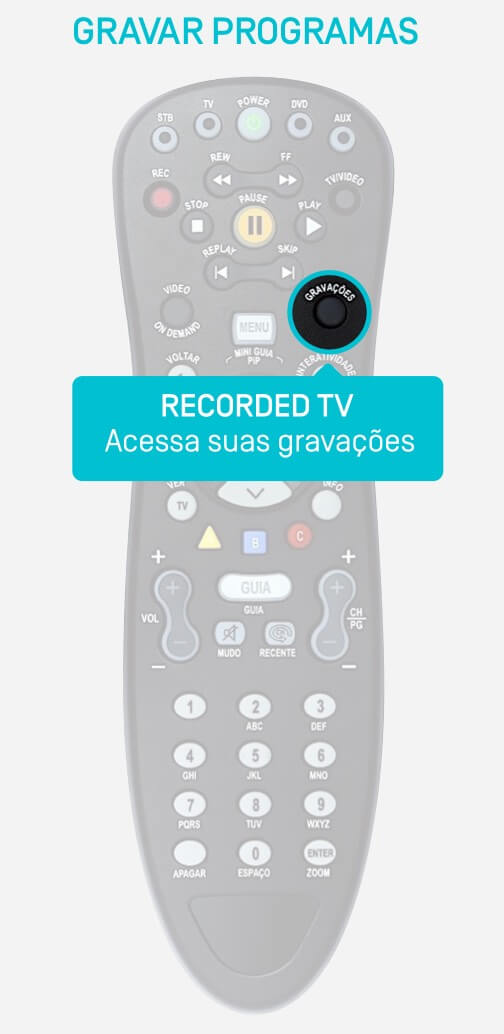 GRAVAR PROGRAMAS
STB
TV
POWER
DVD
AUX
REW
FF
REC
TV/VIDEO
STOP
PAUSE
PLAY
REPLAY
SKIP
GRAVAÇÕES
VIDEO
ON DEMAND
MENU
VOLTAR
MINI GUIA
PIP
INTERATIVIDADE
RECORDED TV
Acessa suas gravações
VER
TV
INFO
B
C
+
+
GUIA
VOL
GUIA
CH
PG
MUDO
RECENTE
1
2
3
ABC
DEF
4
5
6
GHI
JKL
MNO
7
8
9
PQRS
TUV
WXYZ
0
ENTER
APAGAR
ESPAÇO
ZOOM